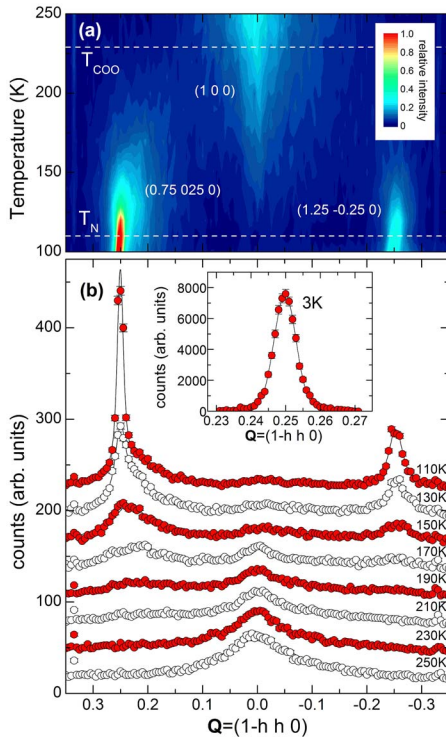 (a)
1.0
0.8
0.6
0.4
0.2
0
relative
intensity
T_COO
(1 0 0)
(0.75 025 0)
(1.25 -0.25 0)
T_N
250
200
150
100
Temperature (K)
(b)
3K
8000
6000
4000
2000
0
counts (arb. units)
0.23 0.24 0.25 0.26 0.27
Q=(1-h h 0)
400
300
200
100
0
counts (arb. units)
110K
130K
150K
170K
190K
210K
230K
250K
0.3 0.2 0.1 0.0 -0.1 -0.2 -0.3
Q=(1-h h 0)